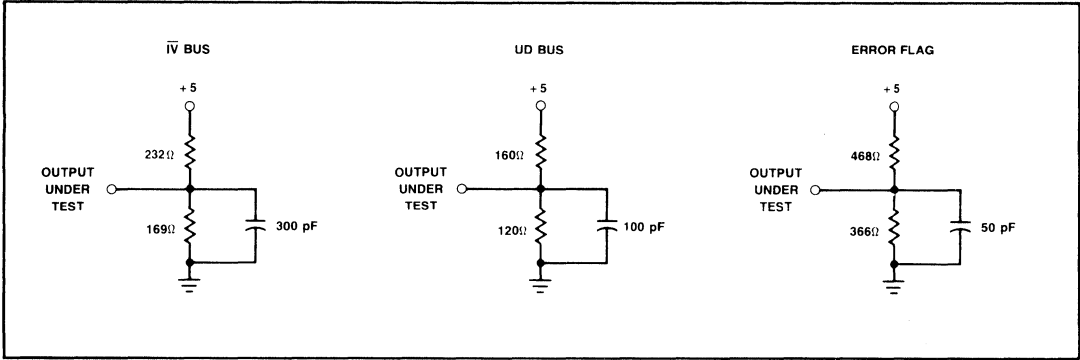 I̅V̅ BUS
+ 5
232Ω
OUTPUT
UNDER
TEST
169Ω
300 pF
UD BUS
+ 5
160Ω
OUTPUT
UNDER
TEST
120Ω
100 pF
ERROR FLAG
+ 5
468Ω
OUTPUT
UNDER
TEST
366Ω
50 pF